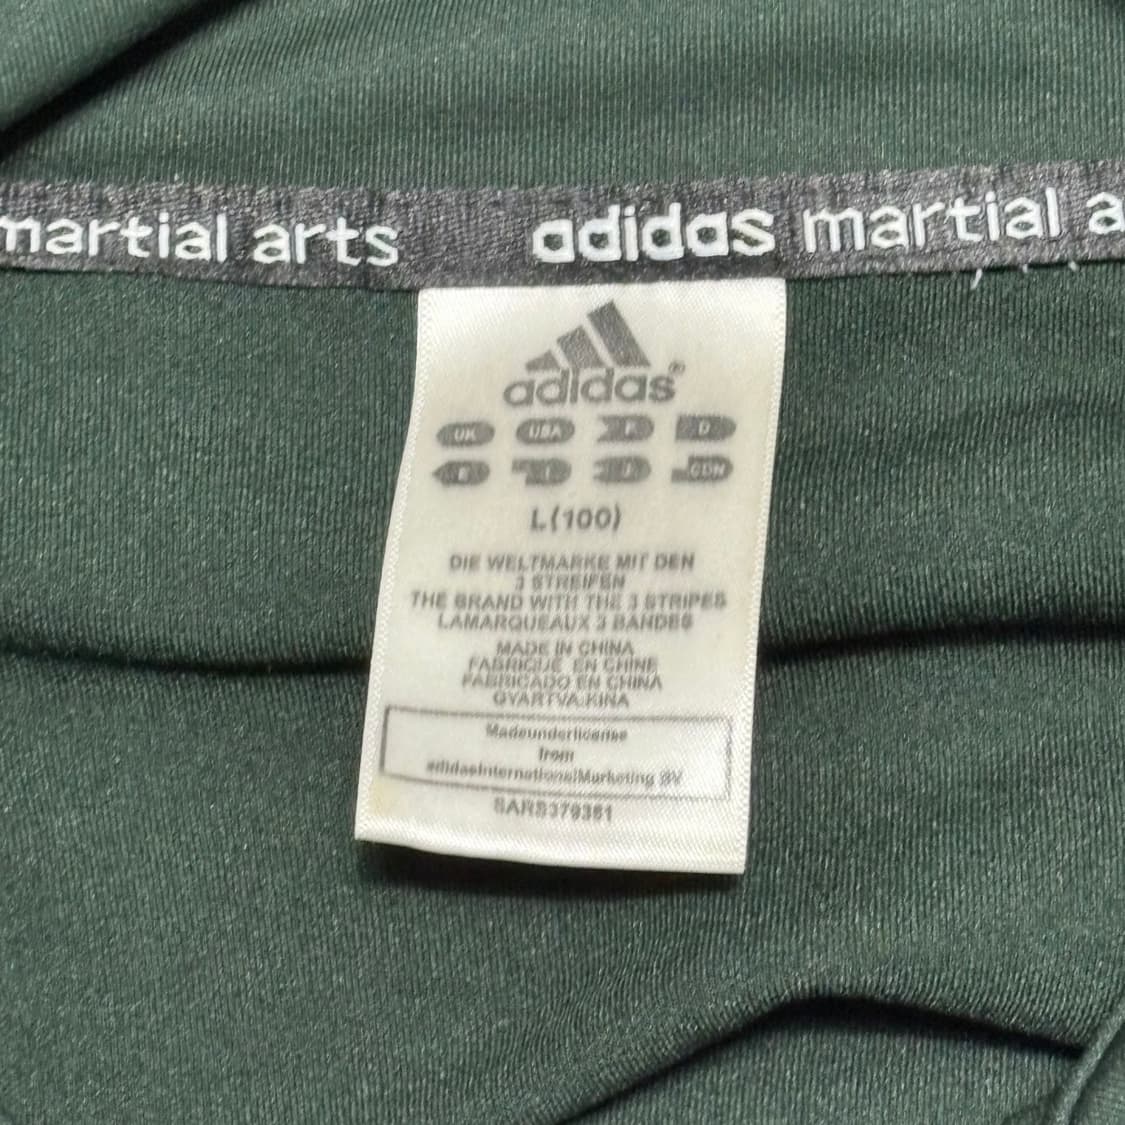 martial arts adidas martial a
adidas®
UK USA F D
E I J CDN
L(100)
DIE WELTMARKE MIT DEN
3 STREIFEN
THE BRAND WITH THE 3 STRIPES
LAMARQUEAUX 3 BANDES
MADE IN CHINA
FABRIQUE EN CHINE
FABRICADO EN CHINA
GYARTVA:KINA
Madeunderlicense
from
adidasInternationalMarketing BV
SARS379361